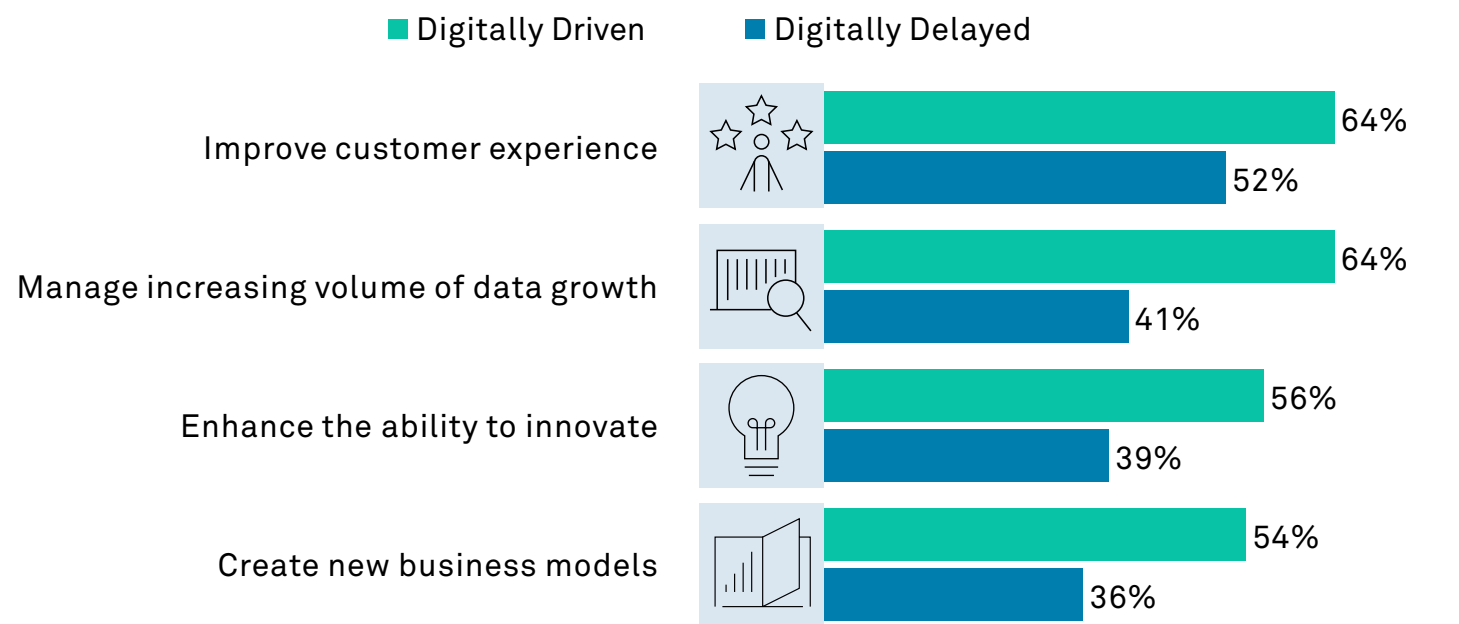 Digitally Driven Digitally Delayed
Improve customer experience
64%
52%
Manage increasing volume of data growth
64%
41%
Enhance the ability to innovate
56%
39%
Create new business models
54%
36%